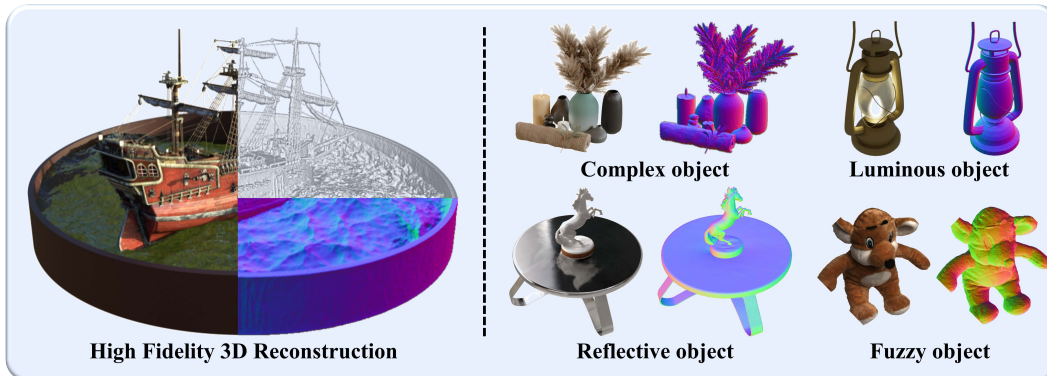 High Fidelity 3D Reconstruction
Complex object
Luminous object
Reflective object
Fuzzy object